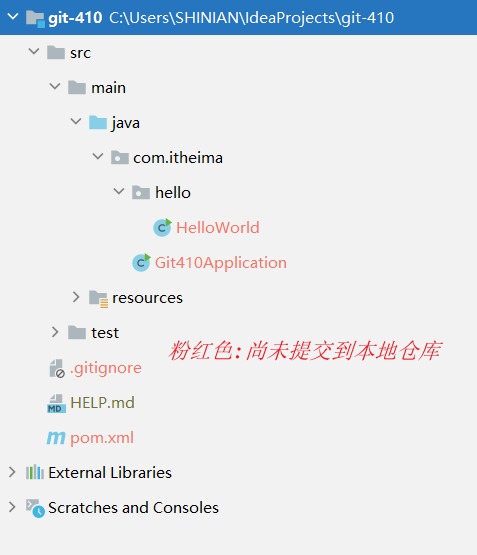 git-410 C:\Users\SHINIAN\IdeaProjects\git-410
src
main
java
com.itheima
hello
C HelloWorld
C Git410Application
resources
test
粉红色:尚未提交到本地仓库
.gitignore
MD HELP.md
m pom.xml
External Libraries
Scratches and Consoles